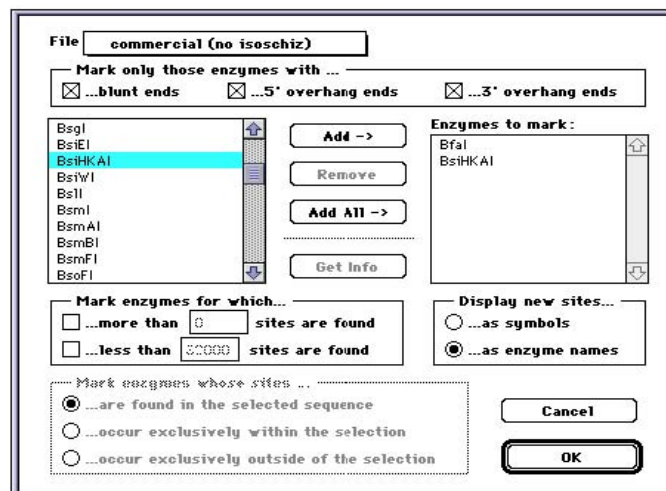 File commercial (no isoschiz)
Mark only those enzymes with ...
...blunt ends ...5' overhang ends ...3' overhang ends
BsgI
BsiEI
BsiHKAI
BsiWI
BslI
BsmI
BsmAI
BsmBI
BsmFI
BsoFI
Add ->
Remove
Add All ->
Get Info
Enzymes to mark:
BfaI
BsiHKAI
Mark enzymes for which...
...more than 0 sites are found
...less than 32000 sites are found
Display new sites...
...as symbols
...as enzyme names
Mark enzymes whose sites ...
...are found in the selected sequence
...occur exclusively within the selection
...occur exclusively outside of the selection
Cancel
OK